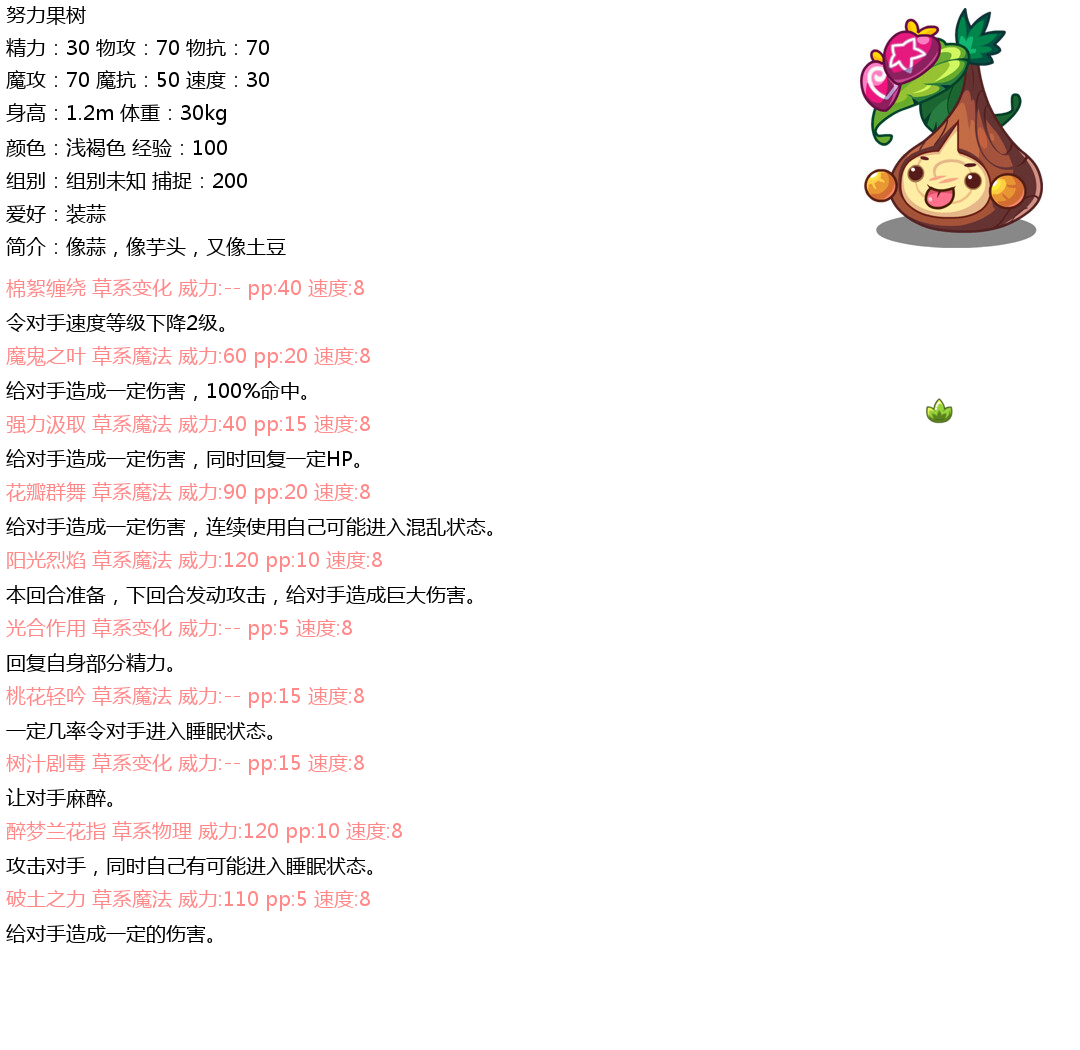 努力果树
精力：30 物攻：70 物抗：70
魔攻：70 魔抗：50 速度：30
身高：1.2m 体重：30kg
颜色：浅褐色 经验：100
组别：组别未知 捕捉：200
爱好：装蒜
简介：像蒜，像芋头，又像土豆
棉絮缠绕 草系变化 威力:-- pp:40 速度:8
令对手速度等级下降2级。
魔鬼之叶 草系魔法 威力:60 pp:20 速度:8
给对手造成一定伤害，100%命中。
强力汲取 草系魔法 威力:40 pp:15 速度:8
给对手造成一定伤害，同时回复一定HP。
花瓣群舞 草系魔法 威力:90 pp:20 速度:8
给对手造成一定伤害，连续使用自己可能进入混乱状态。
阳光烈焰 草系魔法 威力:120 pp:10 速度:8
本回合准备，下回合发动攻击，给对手造成巨大伤害。
光合作用 草系变化 威力:-- pp:5 速度:8
回复自身部分精力。
桃花轻吟 草系魔法 威力:-- pp:15 速度:8
一定几率令对手进入睡眠状态。
树汁剧毒 草系变化 威力:-- pp:15 速度:8
让对手麻醉。
醉梦兰花指 草系物理 威力:120 pp:10 速度:8
攻击对手，同时自己有可能进入睡眠状态。
破土之力 草系魔法 威力:110 pp:5 速度:8
给对手造成一定的伤害。